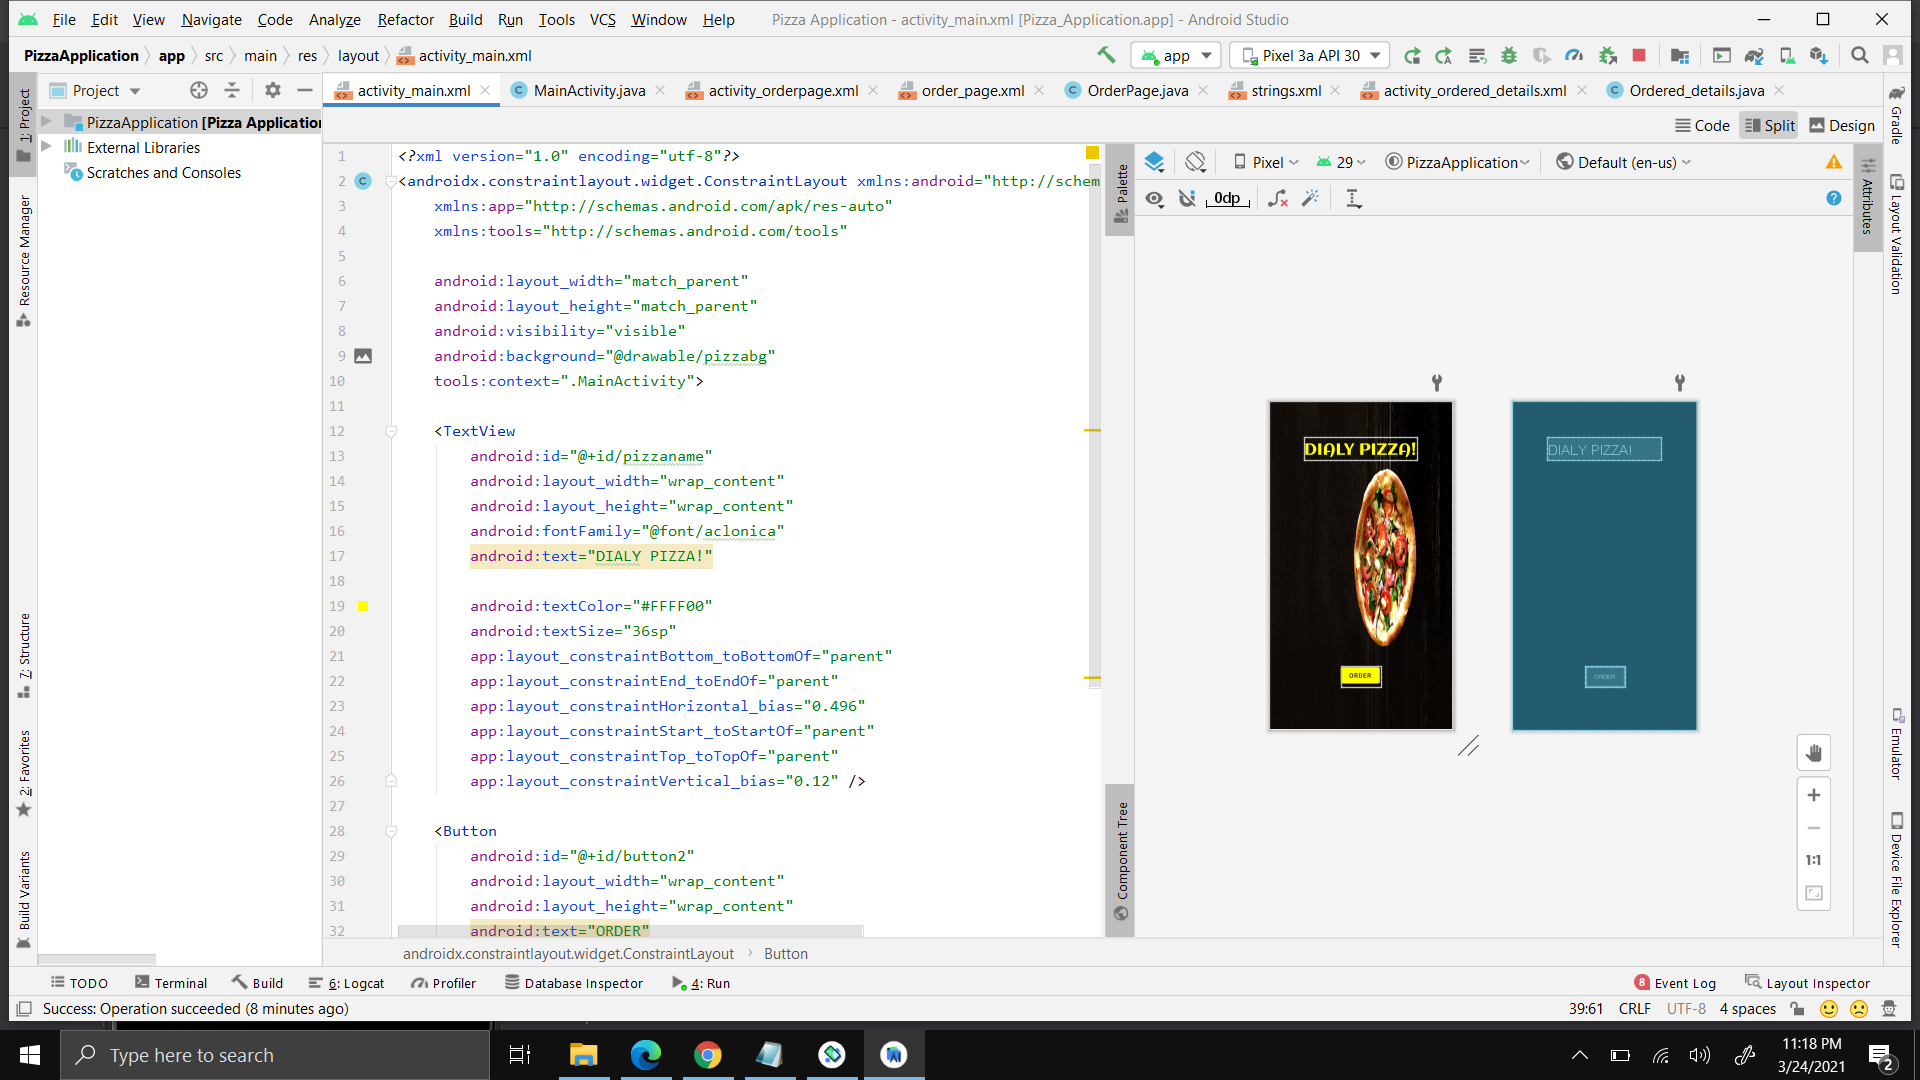 File Edit View Navigate Code Analyze Refactor Build Run Tools VCS Window Help Pizza Application - activity_main.xml [Pizza_Application.app] - Android Studio
PizzaApplication app src main res layout activity_main.xml app Pixel 3a API 30
Project activity_main.xml MainActivity.java activity_orderpage.xml order_page.xml OrderPage.java strings.xml activity_ordered_details.xml Ordered_details.java
Code Split Design
PizzaApplication [Pizza Application
External Libraries
Scratches and Consoles
1: Project
Resource Manager
7: Structure
2: Favorites
Build Variants
1 <?xml version="1.0" encoding="utf-8"?>
2 <androidx.constraintlayout.widget.ConstraintLayout xmlns:android="http://schem
3 xmlns:app="http://schemas.android.com/apk/res-auto"
4 xmlns:tools="http://schemas.android.com/tools"
5
6 android:layout_width="match_parent"
7 android:layout_height="match_parent"
8 android:visibility="visible"
9 android:background="@drawable/pizzabg"
10 tools:context=".MainActivity">
11
12 <TextView
13 android:id="@+id/pizzaname"
14 android:layout_width="wrap_content"
15 android:layout_height="wrap_content"
16 android:fontFamily="@font/aclonica"
17 android:text="DIALY PIZZA!"
18
19 android:textColor="#FFFF00"
20 android:textSize="36sp"
21 app:layout_constraintBottom_toBottomOf="parent"
22 app:layout_constraintEnd_toEndOf="parent"
23 app:layout_constraintHorizontal_bias="0.496"
24 app:layout_constraintStart_toStartOf="parent"
25 app:layout_constraintTop_toTopOf="parent"
26 app:layout_constraintVertical_bias="0.12" />
27
28 <Button
29 android:id="@+id/button2"
30 android:layout_width="wrap_content"
31 android:layout_height="wrap_content"
32 android:text="ORDER"
androidx.constraintlayout.widget.ConstraintLayout Button
Palette
Component Tree
Pixel 29 PizzaApplication Default (en-us)
0dp
?
DIALY PIZZA!
ORDER
DIALY PIZZA!
ORDER
1:1
Attributes
Gradle
Layout Validation
Emulator
Device File Explorer
TODO Terminal Build 6: Logcat Profiler Database Inspector 4: Run 8 Event Log Layout Inspector
Success: Operation succeeded (8 minutes ago) 39:61 CRLF UTF-8 4 spaces
Type here to search
11:18 PM
3/24/2021
2